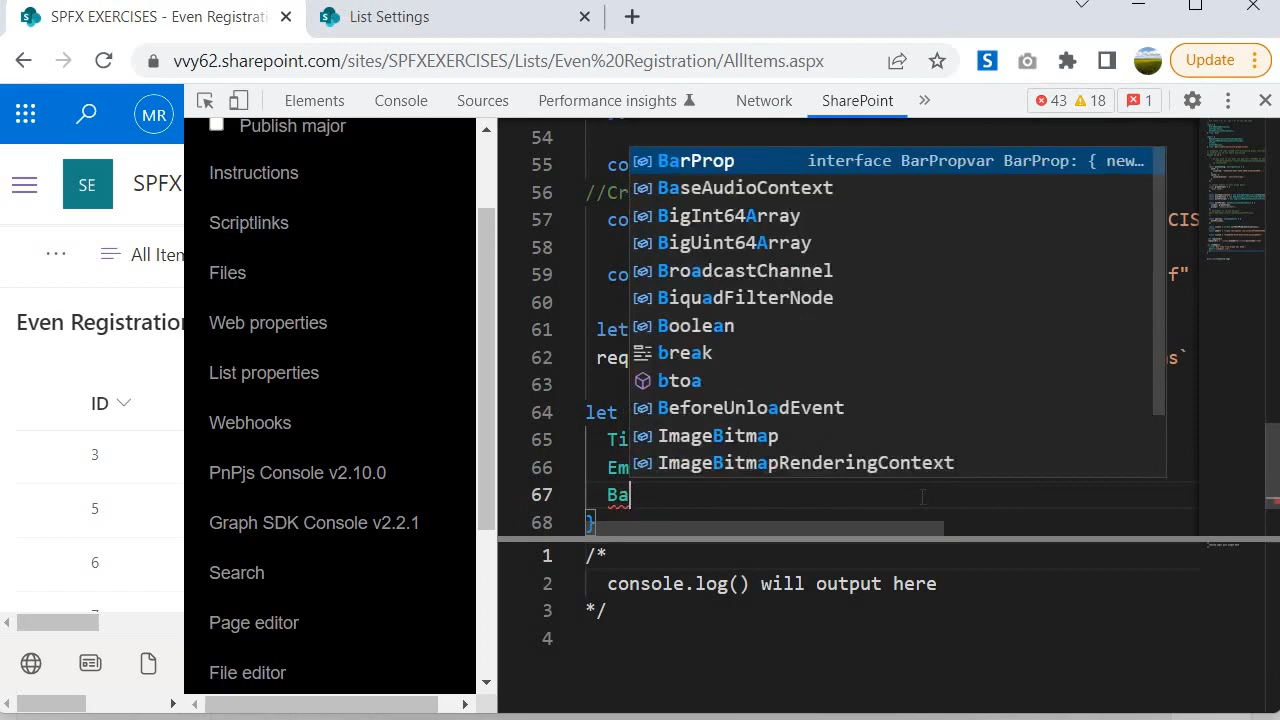 SPFX EXERCISES - Even Registrati
List Settings
vvy62.sharepoint.com/sites/SPFXEXERCISES/Lists/Even%20Registration/AllItems.aspx
Update
Elements
Console
Sources
Performance insights
Network
SharePoint
43
18
1
MR
SE
SPFX
All Iten
Even Registration
ID
3
5
6
Publish major
Instructions
Scriptlinks
Files
Web properties
List properties
Webhooks
PnPjs Console v2.10.0
Graph SDK Console v2.2.1
Search
Page editor
File editor
54
55 co
56 //Cr
57 co CIS
58
59 co f"
60
61 let
62 req s`
63
64 let
65 Ti
66 Em
67 Ba
68 }
BarProp interface BarPropvar BarProp: { new…
BaseAudioContext
BigInt64Array
BigUint64Array
BroadcastChannel
BiquadFilterNode
Boolean
break
btoa
BeforeUnloadEvent
ImageBitmap
ImageBitmapRenderingContext
1 /*
2 console.log() will output here
3 */
4